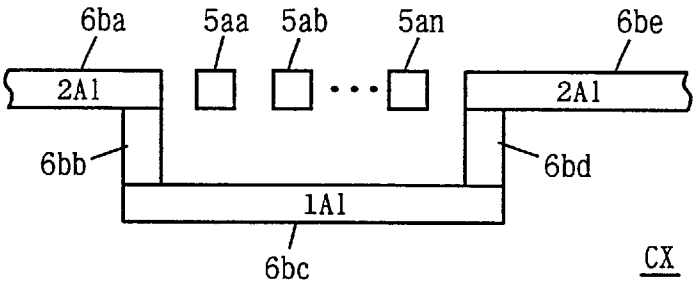 6ba 5aa 5ab 5an 6be
2Al ••• 2Al
6bb 6bd
1Al
6bc CX